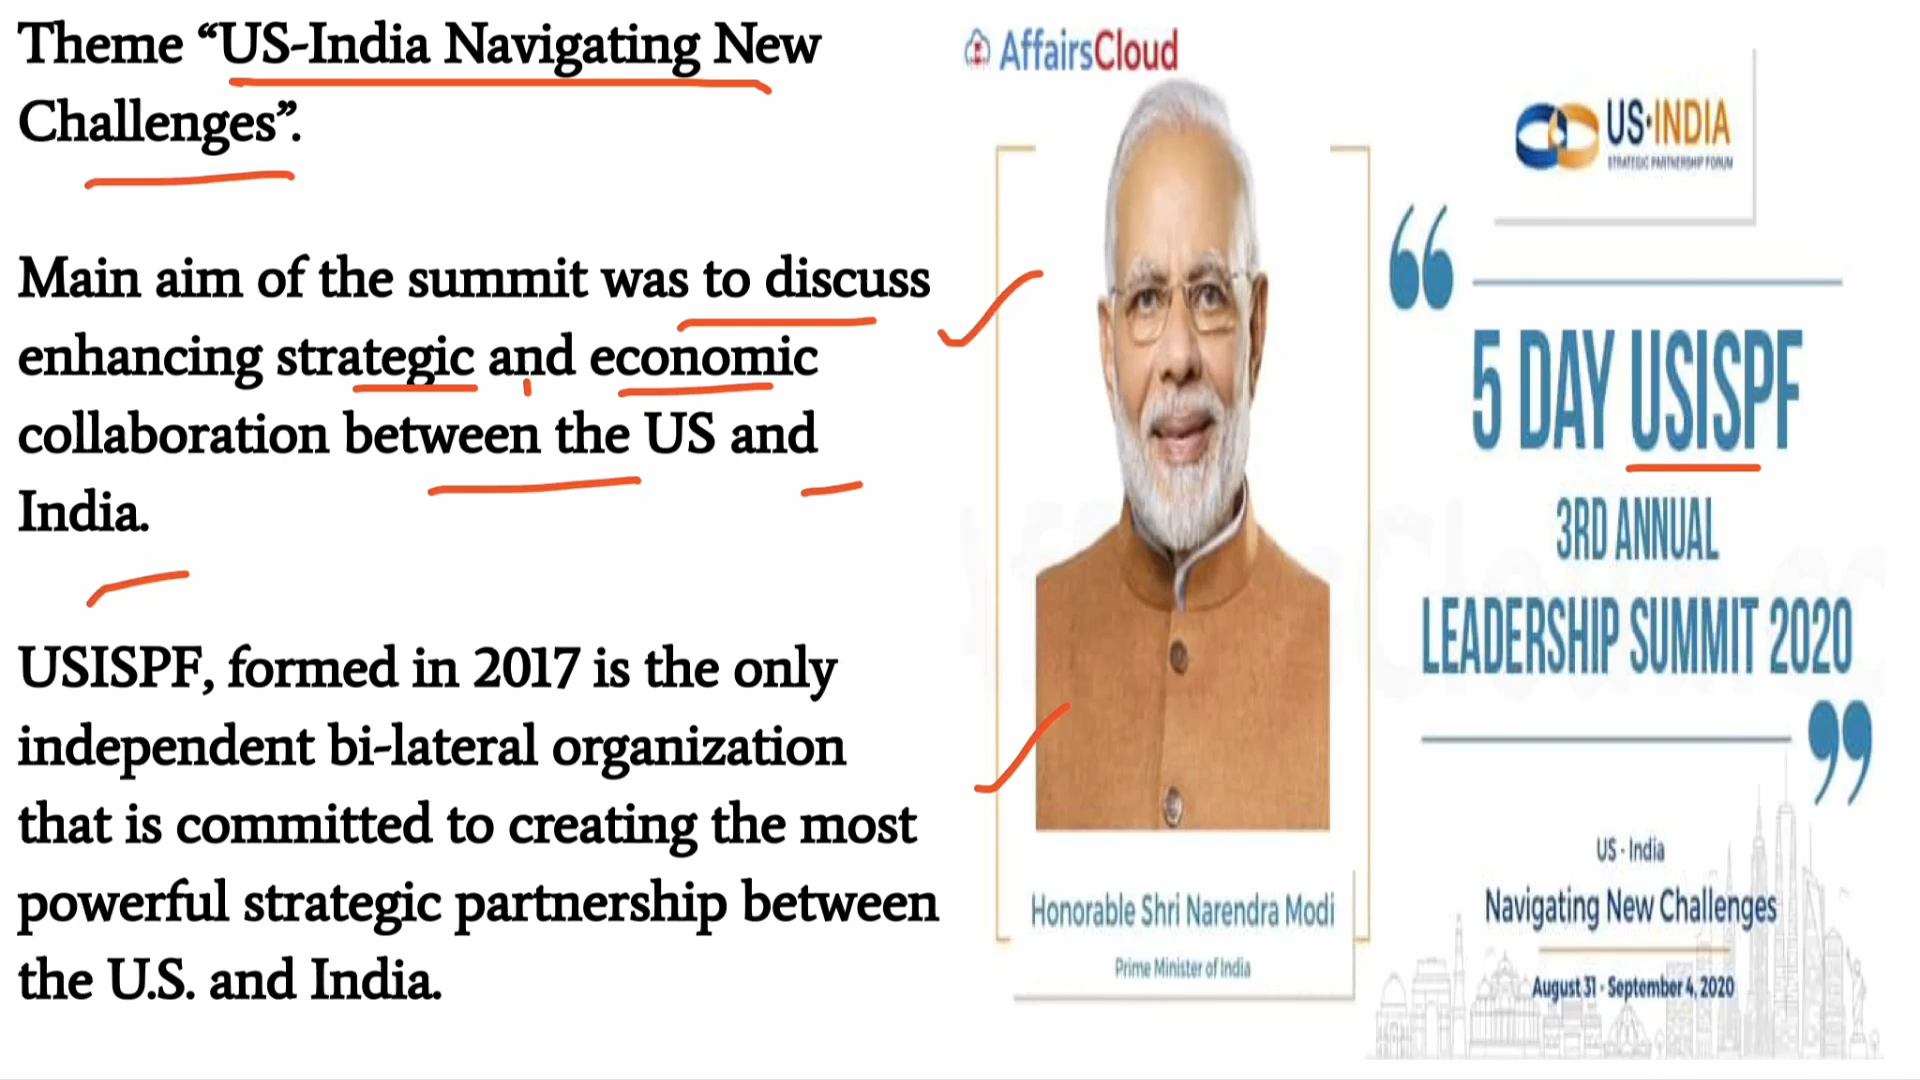 Theme “US-India Navigating New
Challenges”.
Main aim of the summit was to discuss
enhancing strategic and economic
collaboration between the US and
India.
USISPF, formed in 2017 is the only
independent bi-lateral organization
that is committed to creating the most
powerful strategic partnership between
the U.S. and India.
AffairsCloud
US·INDIA
STRATEGIC PARTNERSHIP FORUM
“
5 DAY USISPF
3RD ANNUAL
LEADERSHIP SUMMIT 2020
”
US - India
Navigating New Challenges
August 31 - September 4, 2020
Honorable Shri Narendra Modi
Prime Minister of India